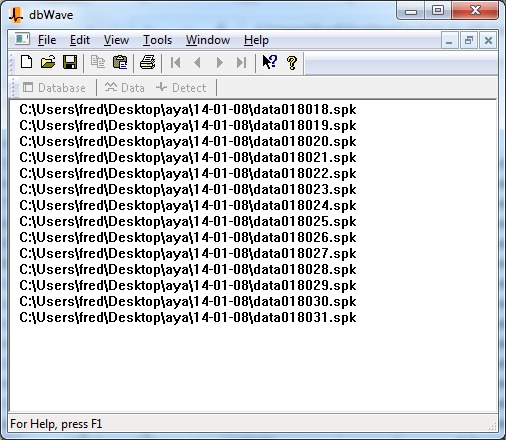 dbWave
File Edit View Tools Window Help
Database Data Detect
C:\Users\fred\Desktop\aya\14-01-08\data018018.spk
C:\Users\fred\Desktop\aya\14-01-08\data018019.spk
C:\Users\fred\Desktop\aya\14-01-08\data018020.spk
C:\Users\fred\Desktop\aya\14-01-08\data018021.spk
C:\Users\fred\Desktop\aya\14-01-08\data018022.spk
C:\Users\fred\Desktop\aya\14-01-08\data018023.spk
C:\Users\fred\Desktop\aya\14-01-08\data018024.spk
C:\Users\fred\Desktop\aya\14-01-08\data018025.spk
C:\Users\fred\Desktop\aya\14-01-08\data018026.spk
C:\Users\fred\Desktop\aya\14-01-08\data018027.spk
C:\Users\fred\Desktop\aya\14-01-08\data018028.spk
C:\Users\fred\Desktop\aya\14-01-08\data018029.spk
C:\Users\fred\Desktop\aya\14-01-08\data018030.spk
C:\Users\fred\Desktop\aya\14-01-08\data018031.spk
For Help, press F1